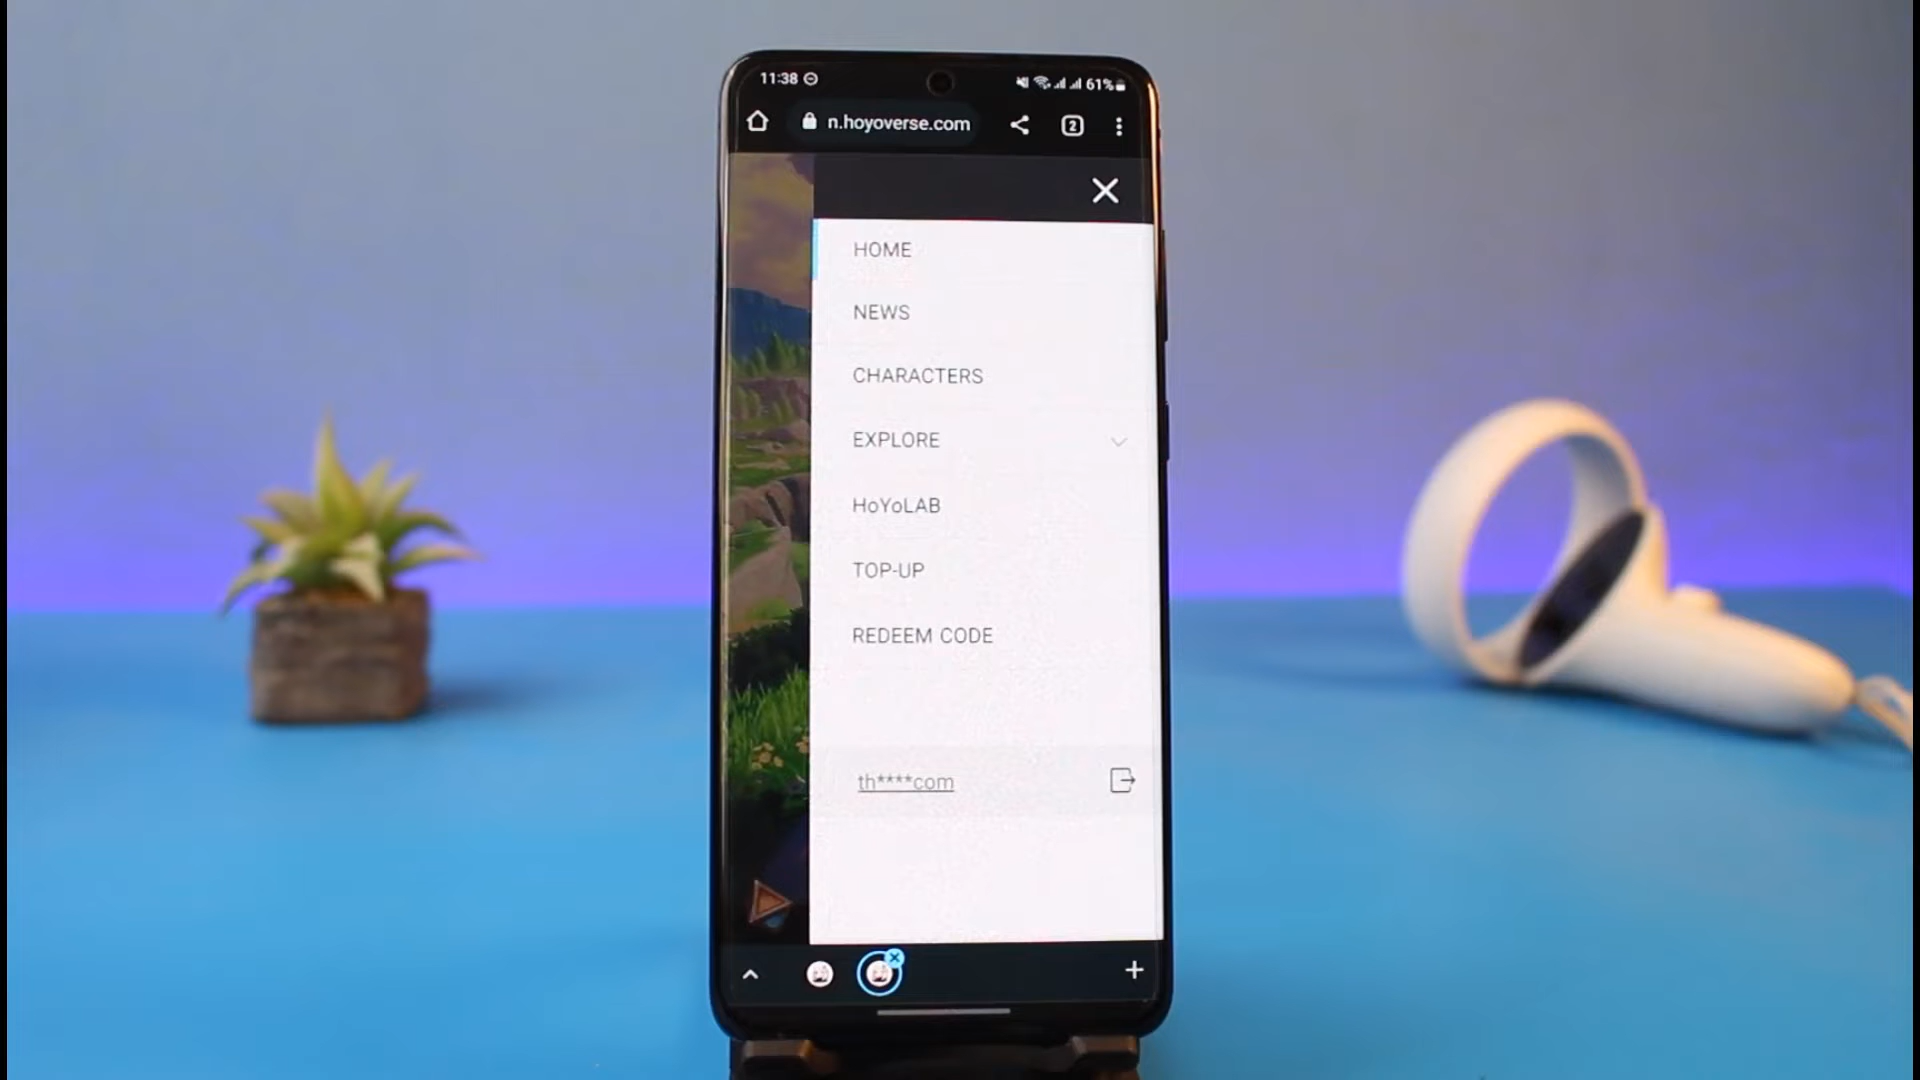 11:38
61%
n.hoyoverse.com
2
HOME
NEWS
CHARACTERS
EXPLORE
HoYoLAB
TOP-UP
REDEEM CODE
th****com